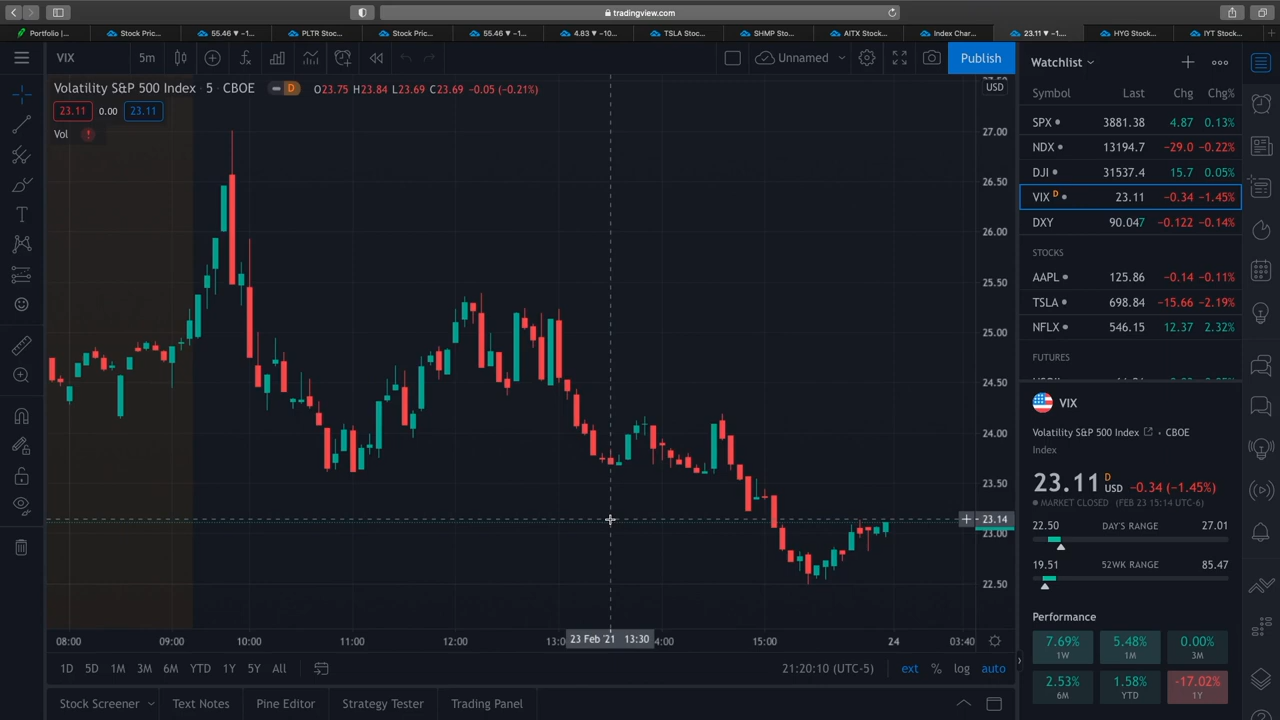 tradingview.com
Portfolio |...
Stock Pric...
55.46 ▼ −1...
PLTR Stoc...
Stock Pric...
55.46 ▼ −1...
4.83 ▼ −10...
TSLA Stoc...
SHMP Sto...
AITX Stock...
Index Char...
23.11 ▼ −1....
HYG Stock...
IYT Stock...
VIX
5m
Unnamed
Publish
Volatility S&P 500 Index · 5 · CBOE
D
O23.75 H23.84 L23.69 C23.69 −0.05 (−0.21%)
23.11
0.00
23.11
Vol
USD
27.00
26.50
26.00
25.50
25.00
24.50
24.00
23.50
23.14
23.00
22.50
08:00
09:00
10:00
11:00
12:00
23 Feb '21 13:30
15:00
24
03:40
1D 5D 1M 3M 6M YTD 1Y 5Y All
21:20:10 (UTC-5)
ext % log auto
Stock Screener
Text Notes
Pine Editor
Strategy Tester
Trading Panel
Watchlist
Symbol Last Chg Chg%
SPX 3881.38 4.87 0.13%
NDX 13194.7 −29.0 −0.22%
DJI 31537.4 15.7 0.05%
VIX D 23.11 −0.34 −1.45%
DXY 90.047 −0.122 −0.14%
STOCKS
AAPL 125.86 −0.14 −0.11%
TSLA 698.84 −15.66 −2.19%
NFLX 546.15 12.37 2.32%
FUTURES
VIX
Volatility S&P 500 Index · CBOE
Index
23.11 D USD −0.34 (−1.45%)
MARKET CLOSED (FEB 23 15:14 UTC-6)
22.50 DAY'S RANGE 27.01
19.51 52WK RANGE 85.47
Performance
7.69% 5.48% 0.00%
1W 1M 3M
2.53% 1.58% −17.02%
6M YTD 1Y